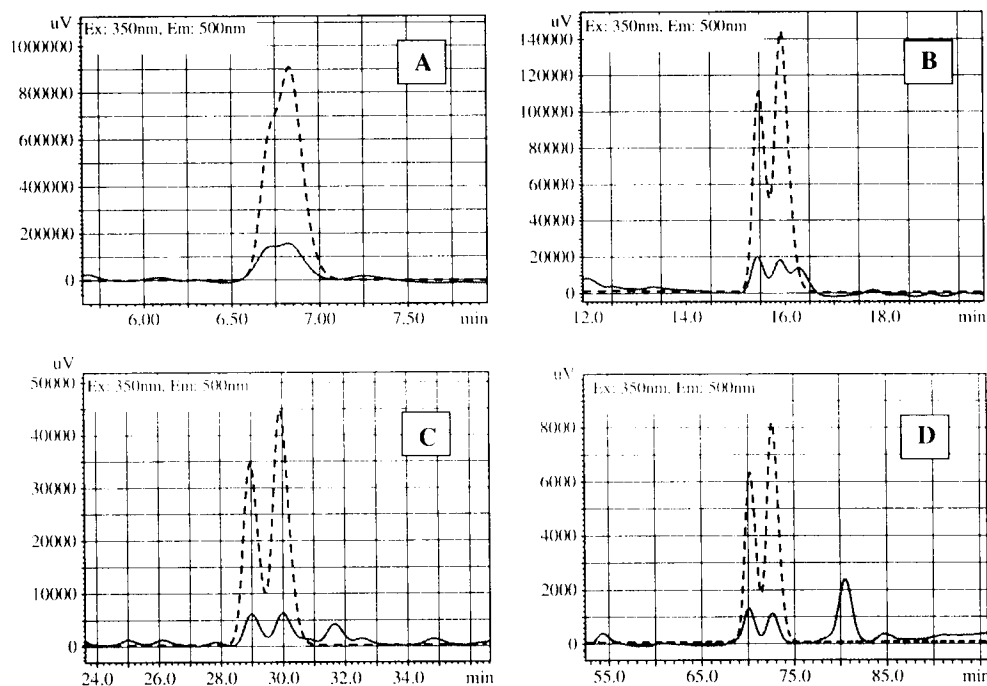 uV
Ex: 350nm, Em: 500nm
A
1000000
800000
600000
400000
200000
0
6.00 6.50 7.00 7.50 min
uV
Ex: 350nm, Em: 500nm
B
140000
120000
100000
80000
60000
40000
20000
0
12.0 14.0 16.0 18.0 min
uV
Ex: 350nm, Em: 500nm
C
50000
40000
30000
20000
10000
0
24.0 26.0 28.0 30.0 32.0 34.0 min
uV
Ex: 350nm, Em: 500nm
D
8000
6000
4000
2000
0
55.0 65.0 75.0 85.0 min